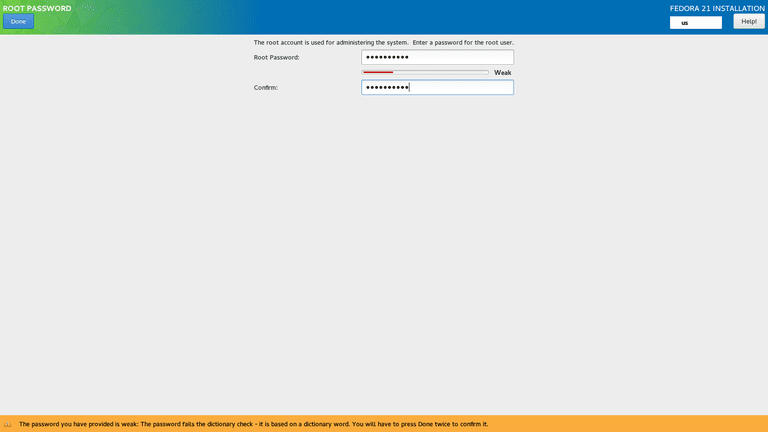 ROOT PASSWORD
FEDORA 21 INSTALLATION
Done
us
Help!
The root account is used for administering the system. Enter a password for the root user.
Root Password: ●●●●●●●●●●
Weak
Confirm: ●●●●●●●●●●
The password you have provided is weak: The password fails the dictionary check - it is based on a dictionary word. You will have to press Done twice to confirm it.